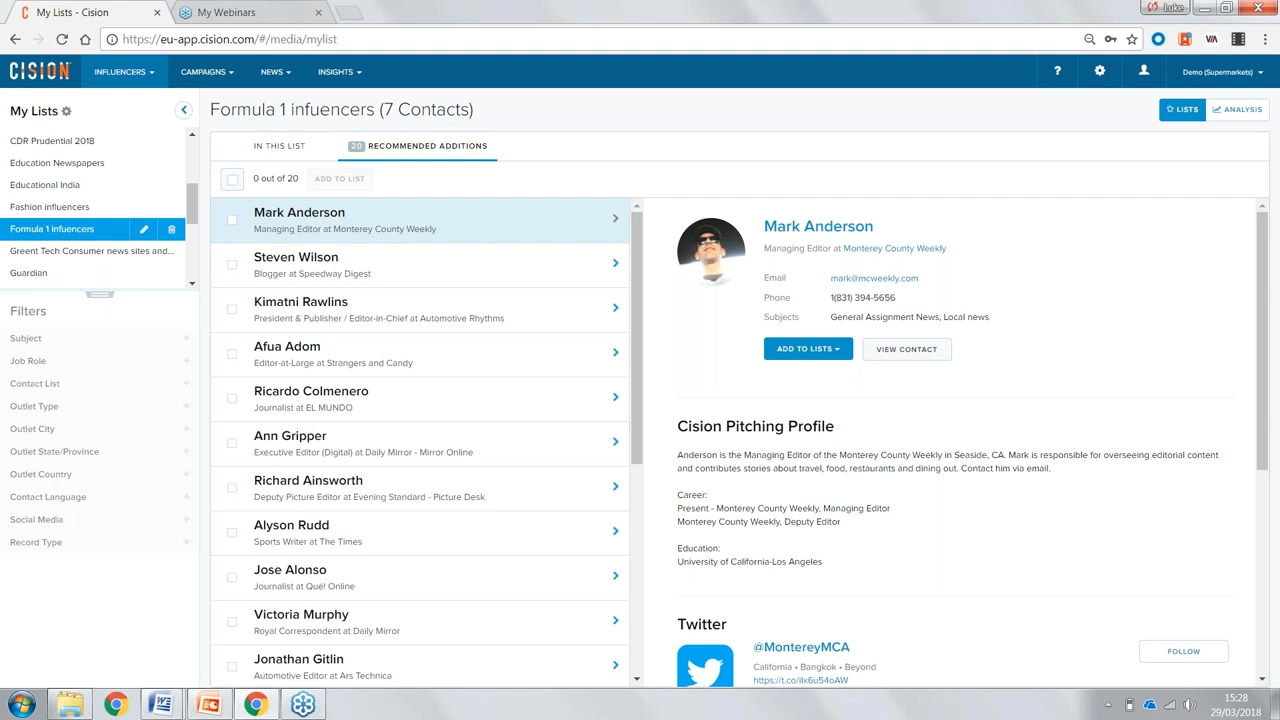 My Lists - Cision
My Webinars
Luke
https://eu-app.cision.com/#/media/mylist
VIA
CISION
INFLUENCERS
CAMPAIGNS
NEWS
INSIGHTS
?
Demo (Supermarkets)
My Lists
CDR Prudential 2018
Education Newspapers
Educational India
Fashion influencers
Formula 1 influencers
Greent Tech Consumer news sites and...
Guardian
Filters
Subject
Job Role
Contact List
Outlet Type
Outlet City
Outlet State/Province
Outlet Country
Contact Language
Social Media
Record Type
Formula 1 infuencers (7 Contacts)
LISTS
ANALYSIS
IN THIS LIST
20 RECOMMENDED ADDITIONS
0 out of 20
ADD TO LIST
Mark Anderson
Managing Editor at Monterey County Weekly
Steven Wilson
Blogger at Speedway Digest
Kimatni Rawlins
President & Publisher / Editor-in-Chief at Automotive Rhythms
Afua Adom
Editor-at-Large at Strangers and Candy
Ricardo Colmenero
Journalist at EL MUNDO
Ann Gripper
Executive Editor (Digital) at Daily Mirror - Mirror Online
Richard Ainsworth
Deputy Picture Editor at Evening Standard - Picture Desk
Alyson Rudd
Sports Writer at The Times
Jose Alonso
Journalist at Qué! Online
Victoria Murphy
Royal Correspondent at Daily Mirror
Jonathan Gitlin
Automotive Editor at Ars Technica
Mark Anderson
Managing Editor at Monterey County Weekly
Email mark@mcweekly.com
Phone 1(831) 394-5656
Subjects General Assignment News, Local news
ADD TO LISTS
VIEW CONTACT
Cision Pitching Profile
Anderson is the Managing Editor of the Monterey County Weekly in Seaside, CA. Mark is responsible for overseeing editorial content
and contributes stories about travel, food, restaurants and dining out. Contact him via email.
Career:
Present - Monterey County Weekly, Managing Editor
Monterey County Weekly, Deputy Editor
Education:
University of California-Los Angeles
Twitter
@MontereyMCA
California • Bangkok • Beyond
https://t.co/iIx6u54oAW
FOLLOW
15:28
29/03/2018